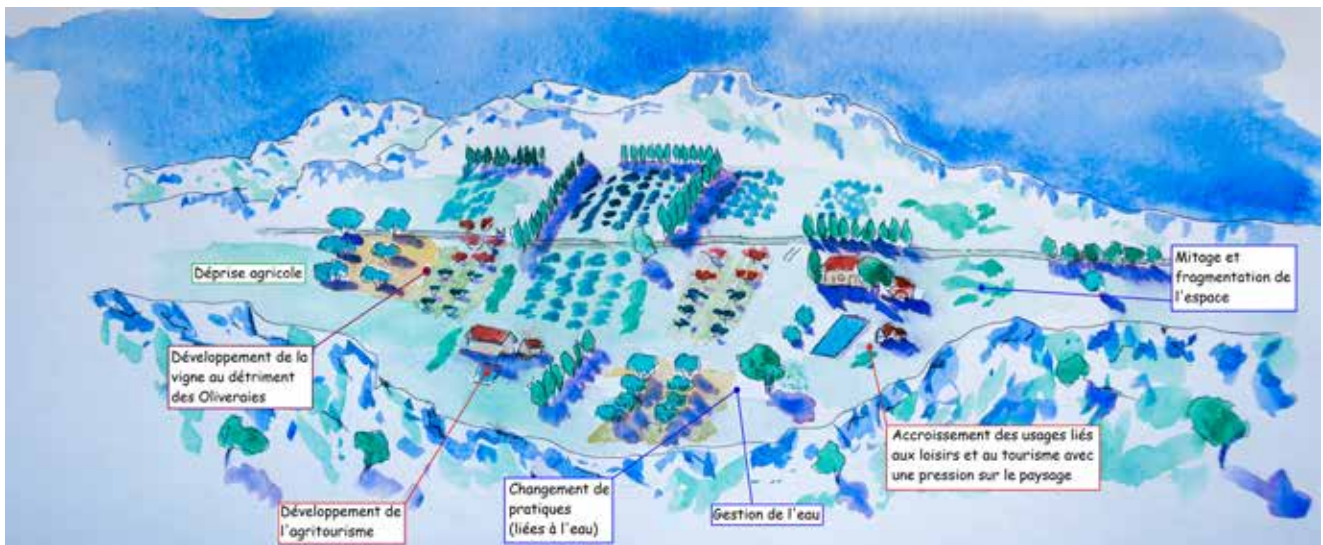 Déprise agricole
Mitage et
fragmentation de
l'espace
Développement de la
vigne au détriment
des Oliveraies
Accroissement des usages liés
aux loisirs et au tourisme avec
une pression sur le paysage
Développement de
l'agritourisme
Changement de
pratiques
(liées à l'eau)
Gestion de l'eau